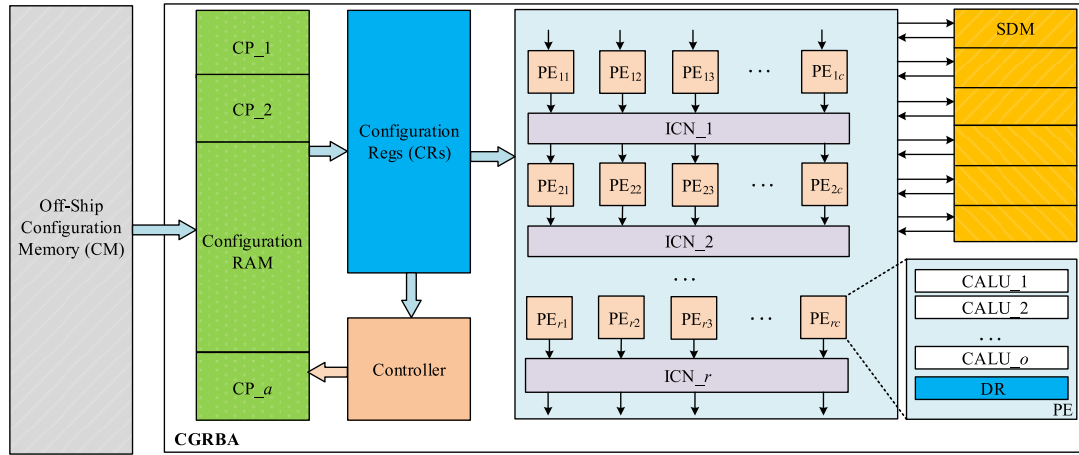 Off-Ship
Configuration
Memory (CM)
CP_1
CP_2
Configuration
RAM
CP_a
Configuration
Regs (CRs)
Controller
CGRBA
PE11 PE12 PE13 ... PE1c
ICN_1
PE21 PE22 PE23 ... PE2c
ICN_2
...
PEr1 PEr2 PEr3 ... PErc
ICN_r
SDM
CALU_1
CALU_2
...
CALU_o
DR
PE